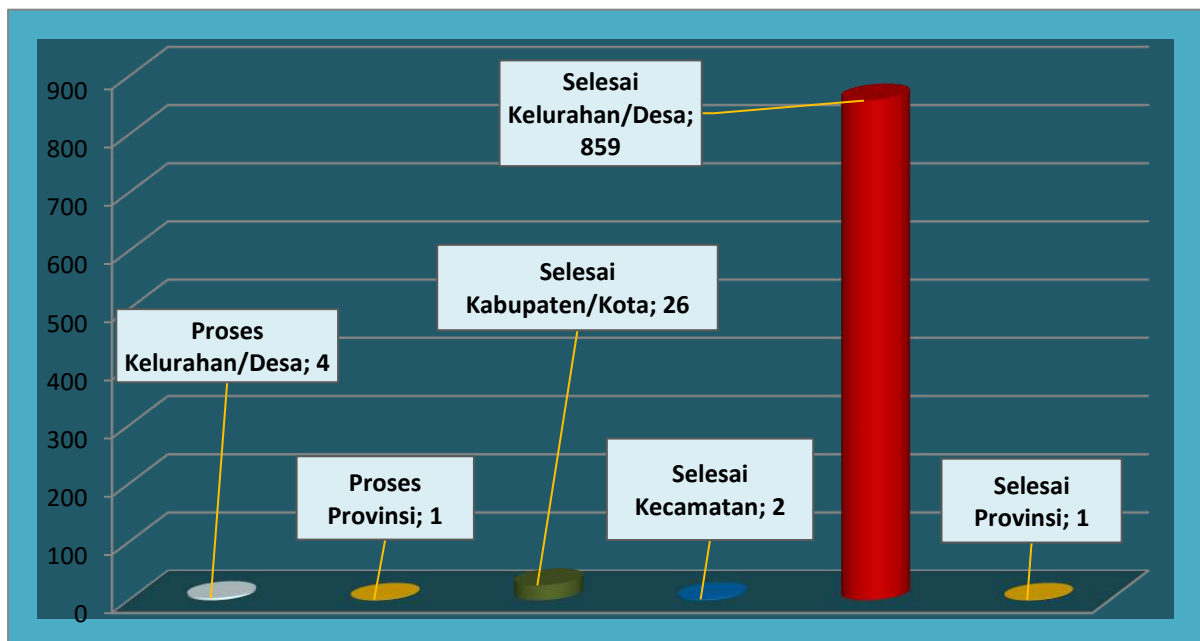 900
800
700
600
500
400
300
200
100
0
Proses
Kelurahan/Desa; 4
Proses
Provinsi; 1
Selesai
Kabupaten/Kota; 26
Selesai
Kecamatan; 2
Selesai
Kelurahan/Desa;
859
Selesai
Provinsi; 1